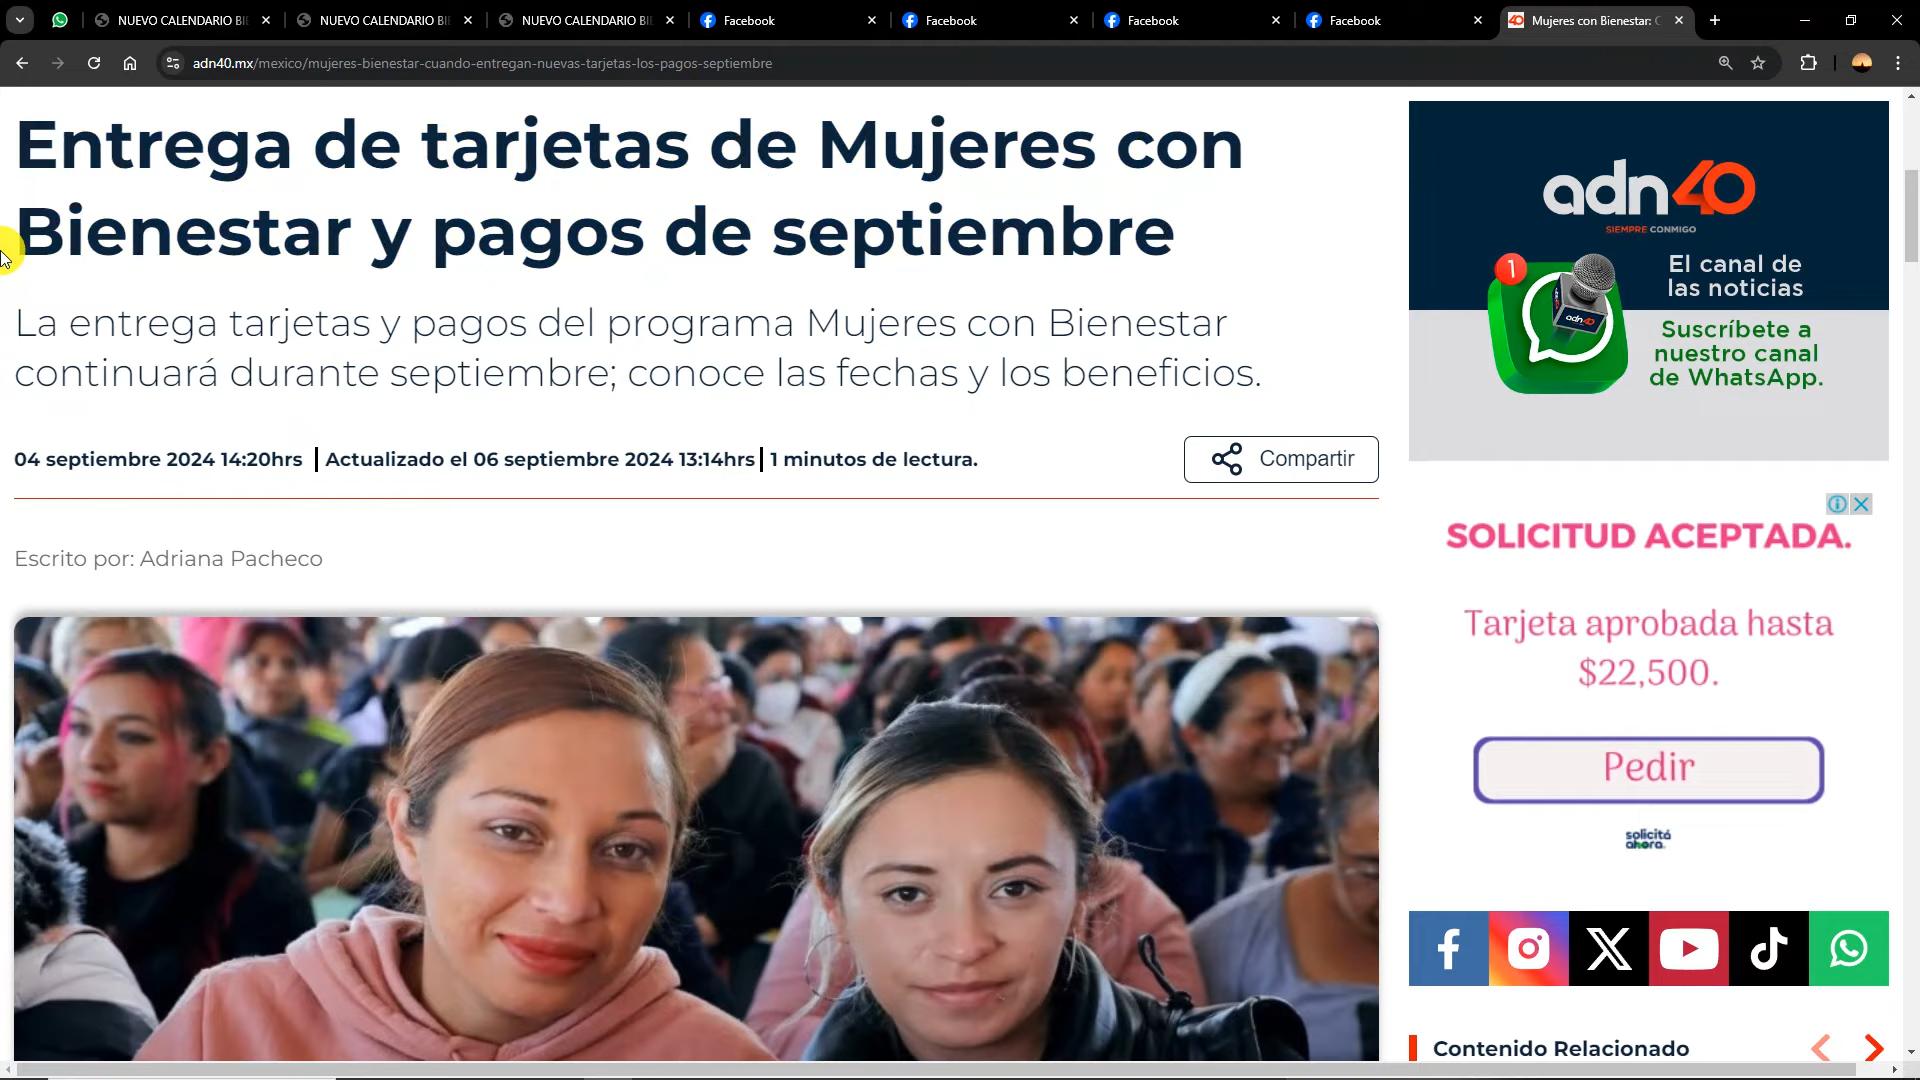 NUEVO CALENDARIO BI
NUEVO CALENDARIO BI
NUEVO CALENDARIO BI
Facebook
Facebook
Facebook
Facebook
Mujeres con Bienestar: C
adn40.mx/mexico/mujeres-bienestar-cuando-entregan-nuevas-tarjetas-los-pagos-septiembre
Entrega de tarjetas de Mujeres con
Bienestar y pagos de septiembre
La entrega tarjetas y pagos del programa Mujeres con Bienestar
continuará durante septiembre; conoce las fechas y los beneficios.
04 septiembre 2024 14:20hrs | Actualizado el 06 septiembre 2024 13:14hrs | 1 minutos de lectura.
Compartir
Escrito por: Adriana Pacheco
adn40
SIEMPRE CONMIGO
El canal de
las noticias
1
adn40
Suscríbete a
nuestro canal
de WhatsApp.
SOLICITUD ACEPTADA.
Tarjeta aprobada hasta
$22,500.
Pedir
solicitá
ahora.
Contenido Relacionado